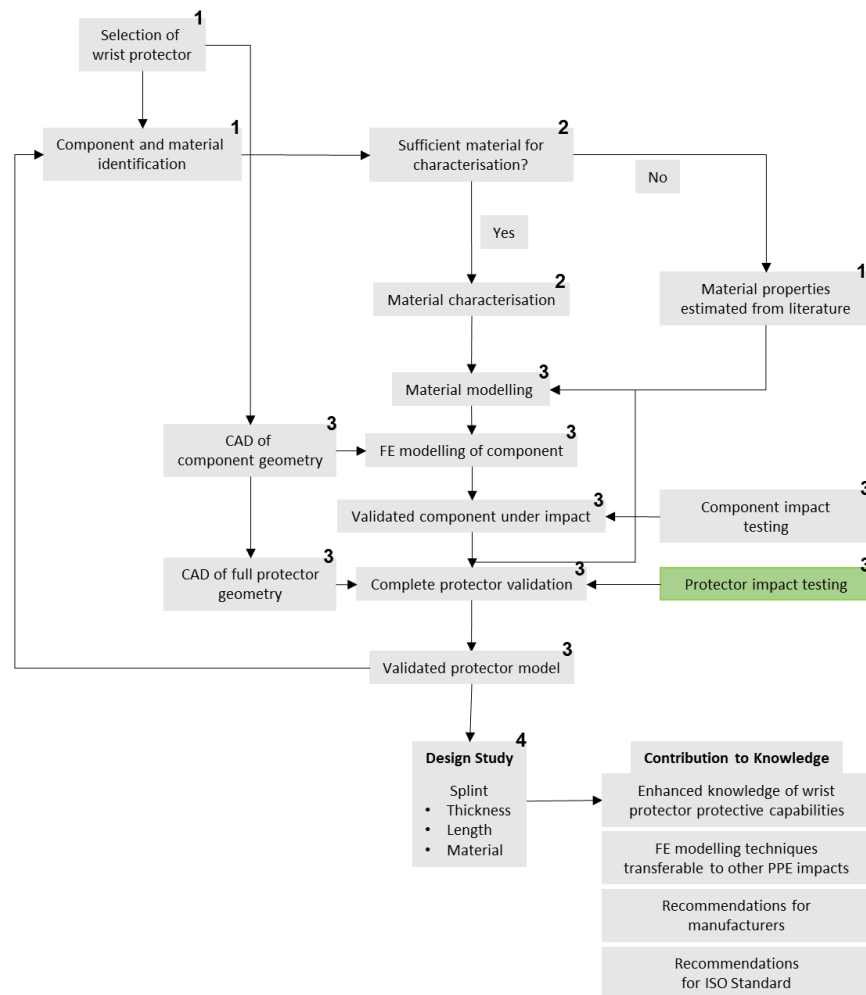 1
Selection of
wrist protector
1
Component and material
identification
2
Sufficient material for
characterisation?
No
Yes
2
Material characterisation
1
Material properties
estimated from literature
3
Material modelling
3
CAD of
component geometry
3
FE modelling of component
3
Validated component under impact
3
Component impact
testing
3
CAD of full protector
geometry
3
Complete protector validation
3
Protector impact testing
3
Validated protector model
4
Design Study
Splint
• Thickness
• Length
• Material
Contribution to Knowledge
Enhanced knowledge of wrist
protector protective capabilities
FE modelling techniques
transferable to other PPE impacts
Recommendations for
manufacturers
Recommendations
for ISO Standard